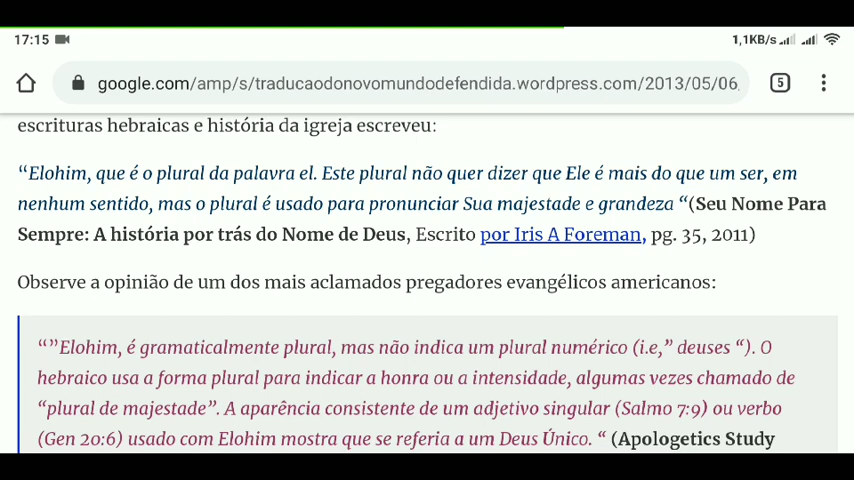 17:15
1,1KB/s
google.com/amp/s/traducaodonovomundodefendida.wordpress.com/2013/05/06,
5
escrituras hebraicas e história da igreja escreveu:
“Elohim, que é o plural da palavra el. Este plural não quer dizer que Ele é mais do que um ser, em
nenhum sentido, mas o plural é usado para pronunciar Sua majestade e grandeza “(Seu Nome Para
Sempre: A história por trás do Nome de Deus, Escrito por Iris A Foreman, pg. 35, 2011)
Observe a opinião de um dos mais aclamados pregadores evangélicos americanos:
“”Elohim, é gramaticalmente plural, mas não indica um plural numérico (i.e,” deuses “). O
hebraico usa a forma plural para indicar a honra ou a intensidade, algumas vezes chamado de
“plural de majestade”. A aparência consistente de um adjetivo singular (Salmo 7:9) ou verbo
(Gen 20:6) usado com Elohim mostra que se referia a um Deus Único. “ (Apologetics Study